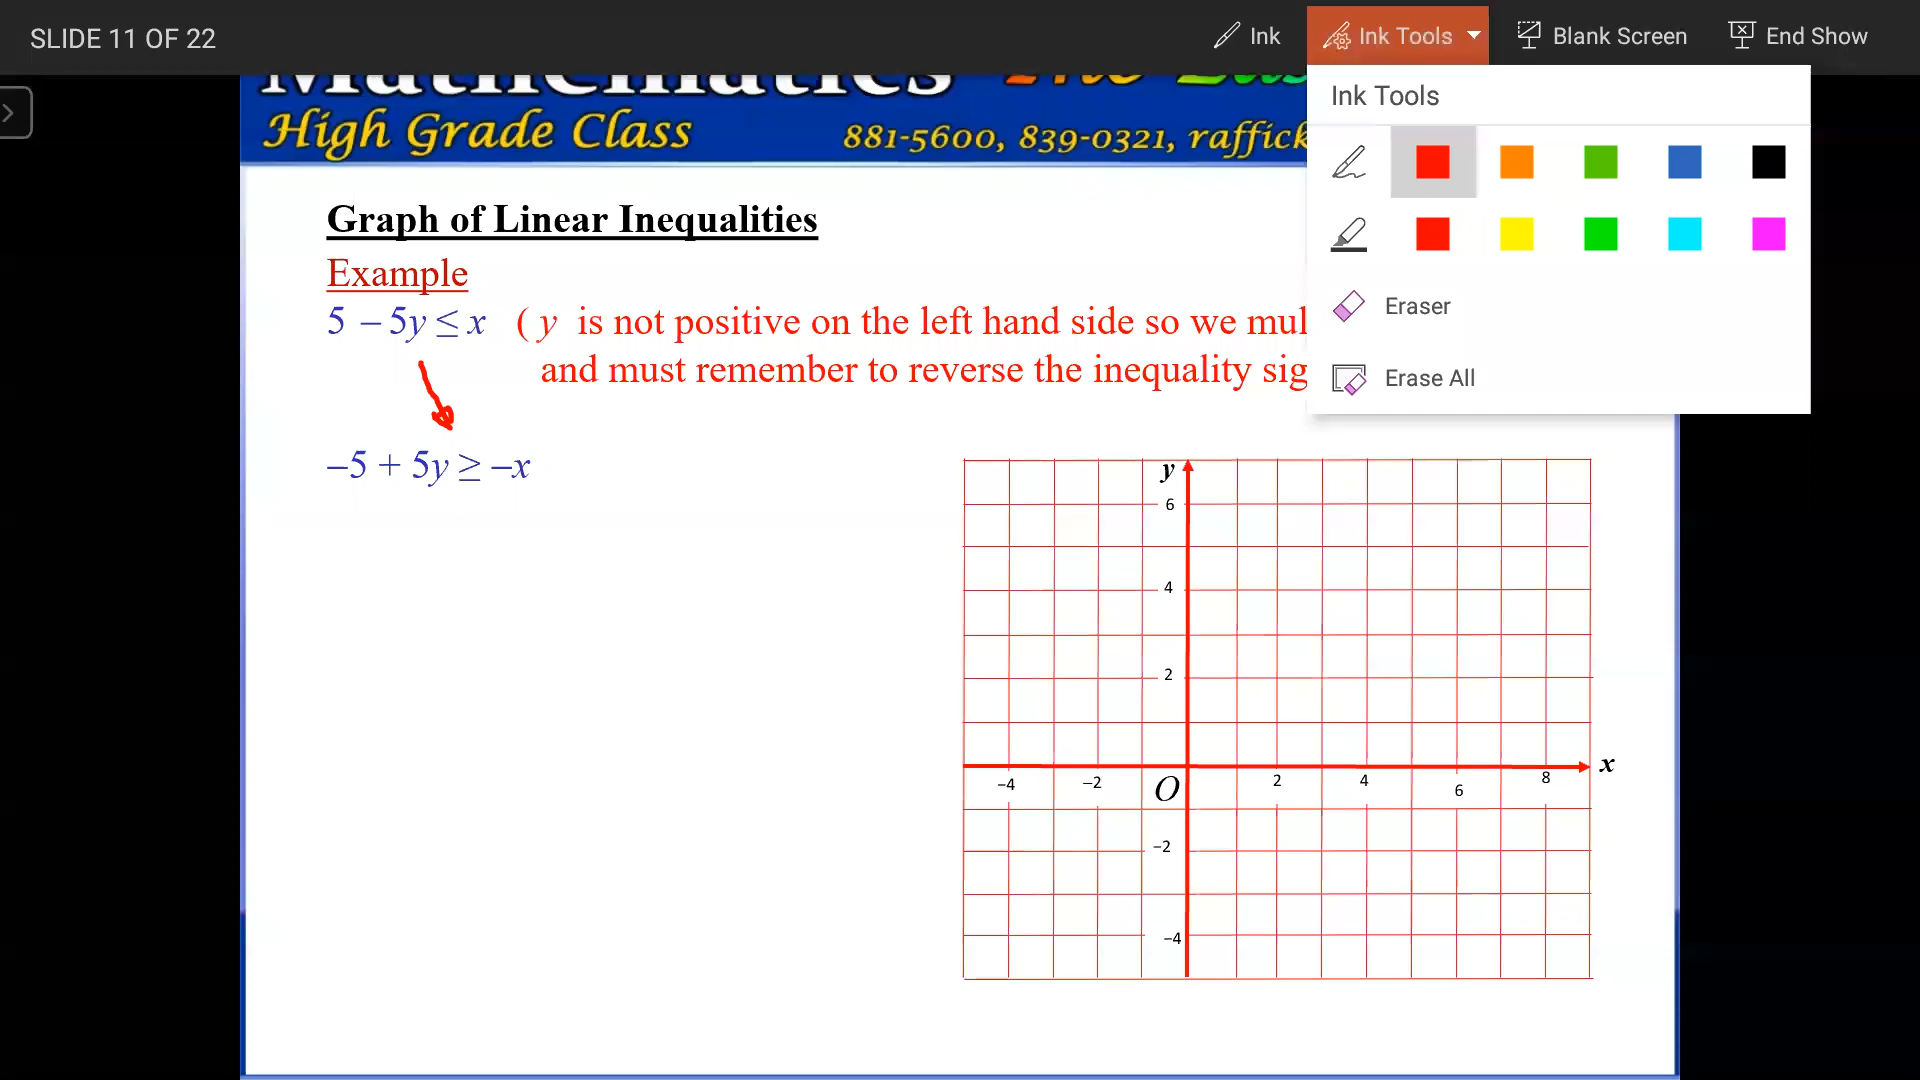 SLIDE 11 OF 22
Ink
Ink Tools
Blank Screen
End Show
Mathematics
High Grade Class
881-5600, 839-0321, raffick
Ink Tools
Eraser
Erase All
Graph of Linear Inequalities
Example
5 – 5y ≤ x ( y is not positive on the left hand side so we mul
and must remember to reverse the inequality sig
–5 + 5y ≥ –x
y
6
4
2
x
–4 –2 O 2 4 6 8
–2
–4